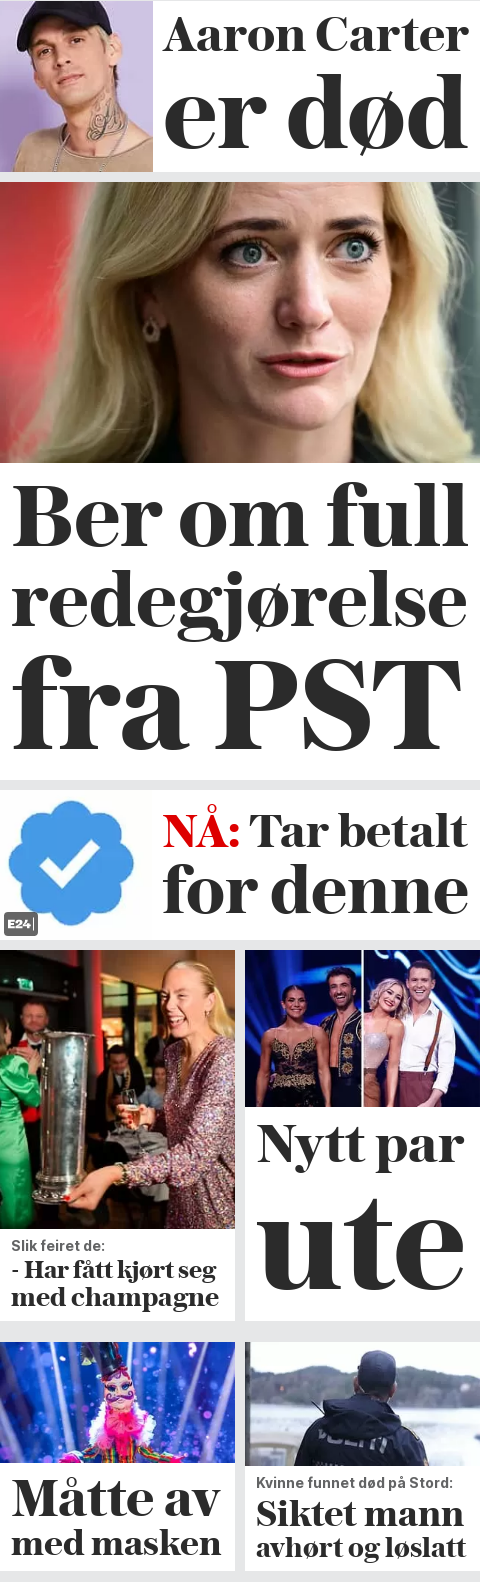 Aaron Carter
er død
Ber om full
redegjørelse
fra PST
NÅ: Tar betalt
for denne
E24
Slik feiret de:
- Har fått kjørt seg
med champagne
Nytt par
ute
Måtte av
med masken
Kvinne funnet død på Stord:
Siktet mann
avhørt og løslatt